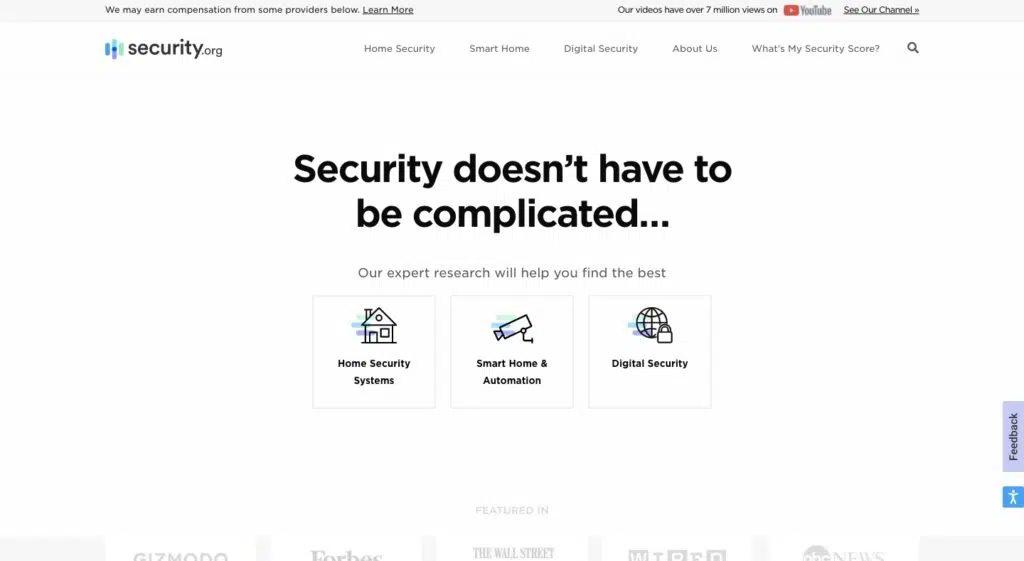 We may earn compensation from some providers below. Learn More
Our videos have over 7 million views on YouTube See Our Channel »
security.org
Home Security Smart Home Digital Security About Us What's My Security Score?
Security doesn't have to
be complicated...
Our expert research will help you find the best
Home Security
Systems
Smart Home &
Automation
Digital Security
Feedback
FEATURED IN
GIZMODO Forbes THE WALL STREET WIRED abc NEWS